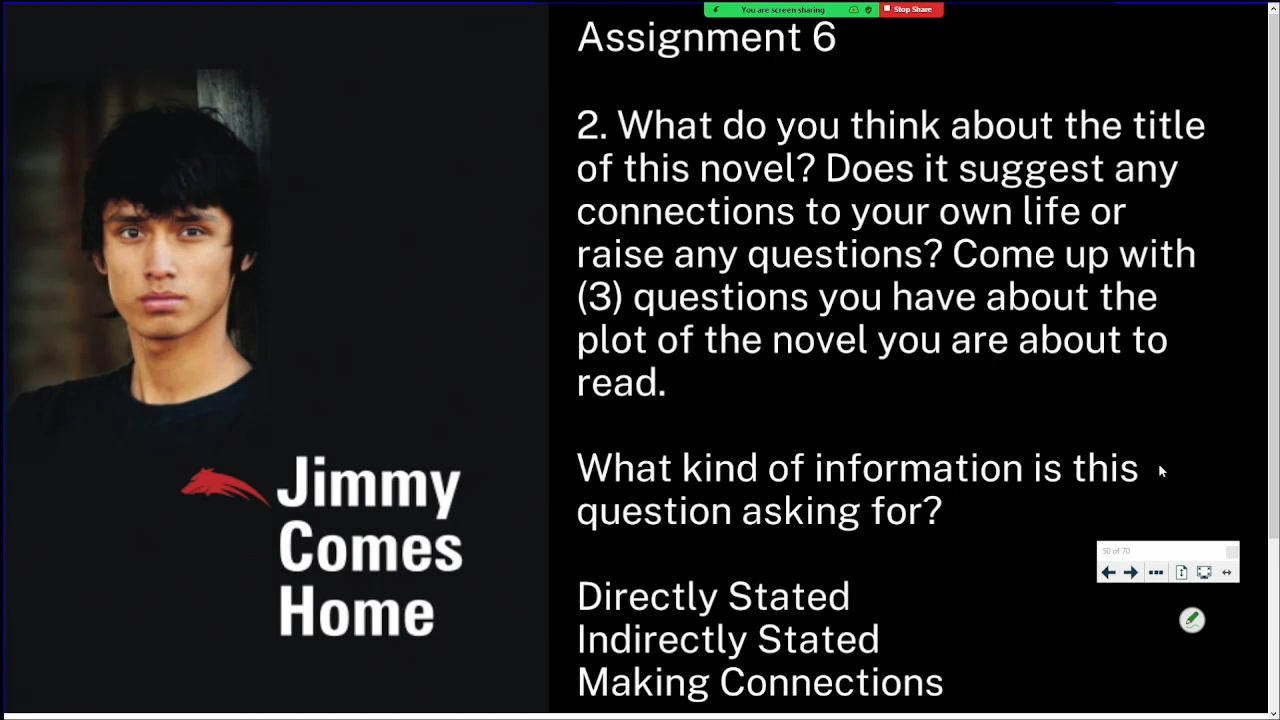 You are screen sharing
Stop Share
Assignment 6
2. What do you think about the title
of this novel? Does it suggest any
connections to your own life or
raise any questions? Come up with
(3) questions you have about the
plot of the novel you are about to
read.
What kind of information is this
question asking for?
Directly Stated
Indirectly Stated
Making Connections
Jimmy
Comes
Home
50 of 70